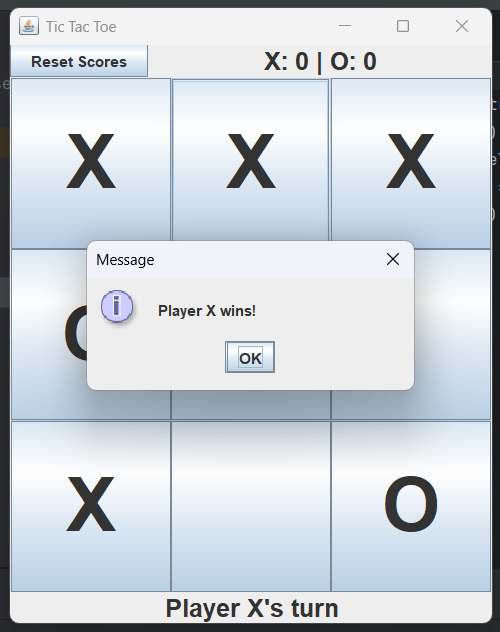 Tic Tac Toe
Reset Scores
X: 0 | O: 0
X X X
Message
Player X wins!
OK
X O
Player X's turn